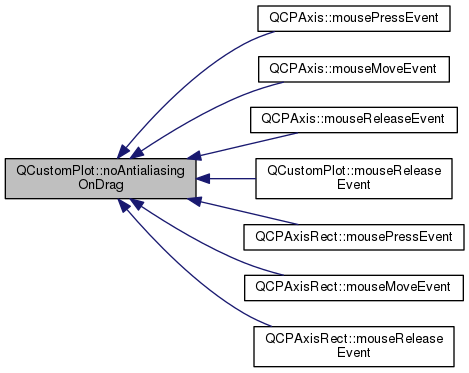 QCPAxis::mousePressEvent
QCPAxis::mouseMoveEvent
QCPAxis::mouseReleaseEvent
QCustomPlot::noAntialiasing
OnDrag
QCustomPlot::mouseRelease
Event
QCPAxisRect::mousePressEvent
QCPAxisRect::mouseMoveEvent
QCPAxisRect::mouseRelease
Event